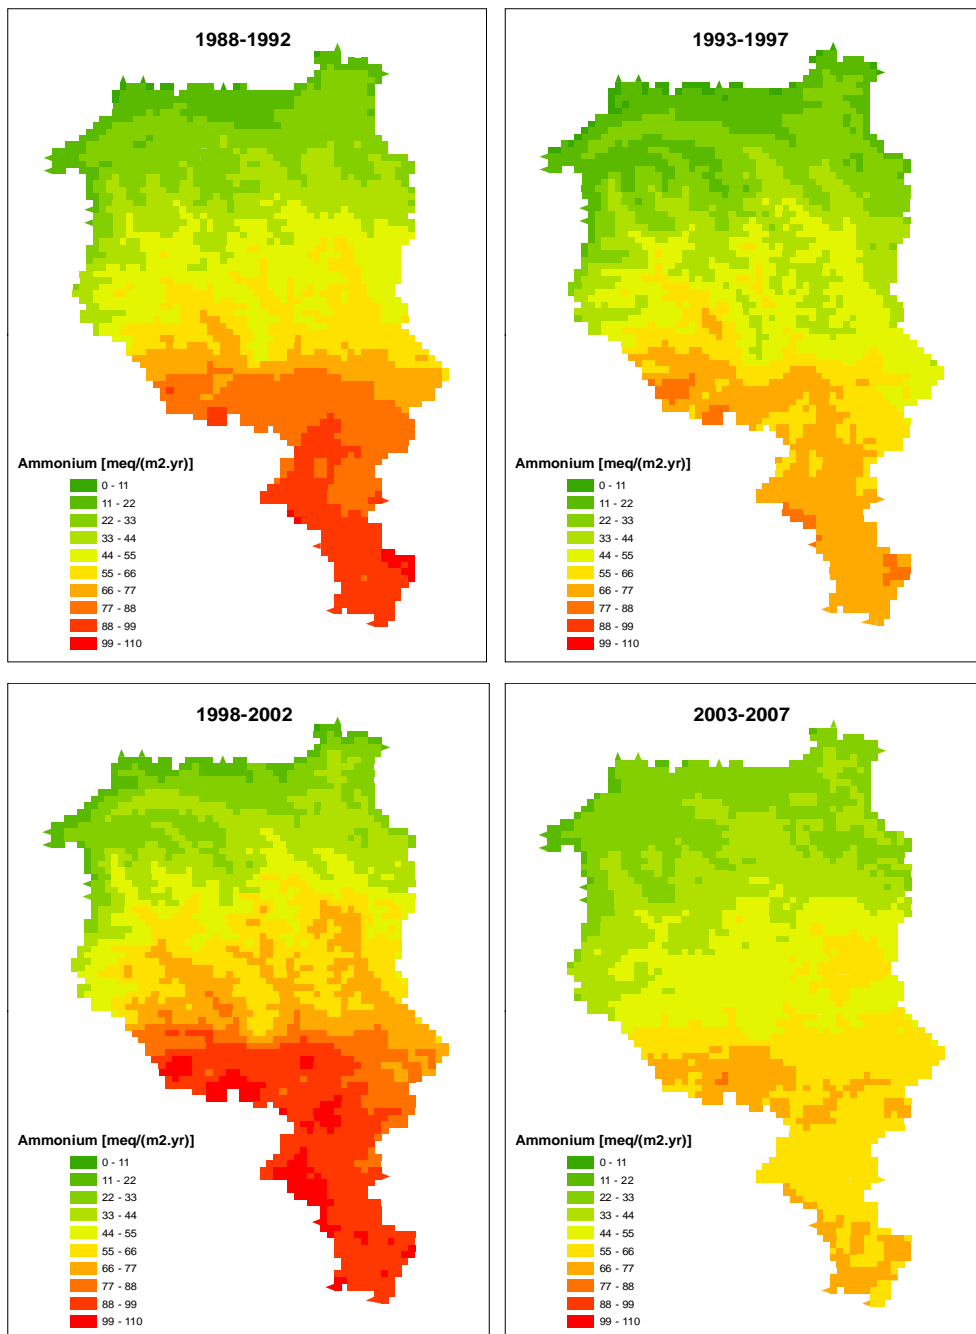 1988-1992
Ammonium [meq/(m2.yr)]
0 - 11
11 - 22
22 - 33
33 - 44
44 - 55
55 - 66
66 - 77
77 - 88
88 - 99
99 - 110
1993-1997
Ammonium [meq/(m2.yr)]
0 - 11
11 - 22
22 - 33
33 - 44
44 - 55
55 - 66
66 - 77
77 - 88
88 - 99
99 - 110
1998-2002
Ammonium [meq/(m2.yr)]
0 - 11
11 - 22
22 - 33
33 - 44
44 - 55
55 - 66
66 - 77
77 - 88
88 - 99
99 - 110
2003-2007
Ammonium [meq/(m2.yr)]
0 - 11
11 - 22
22 - 33
33 - 44
44 - 55
55 - 66
66 - 77
77 - 88
88 - 99
99 - 110